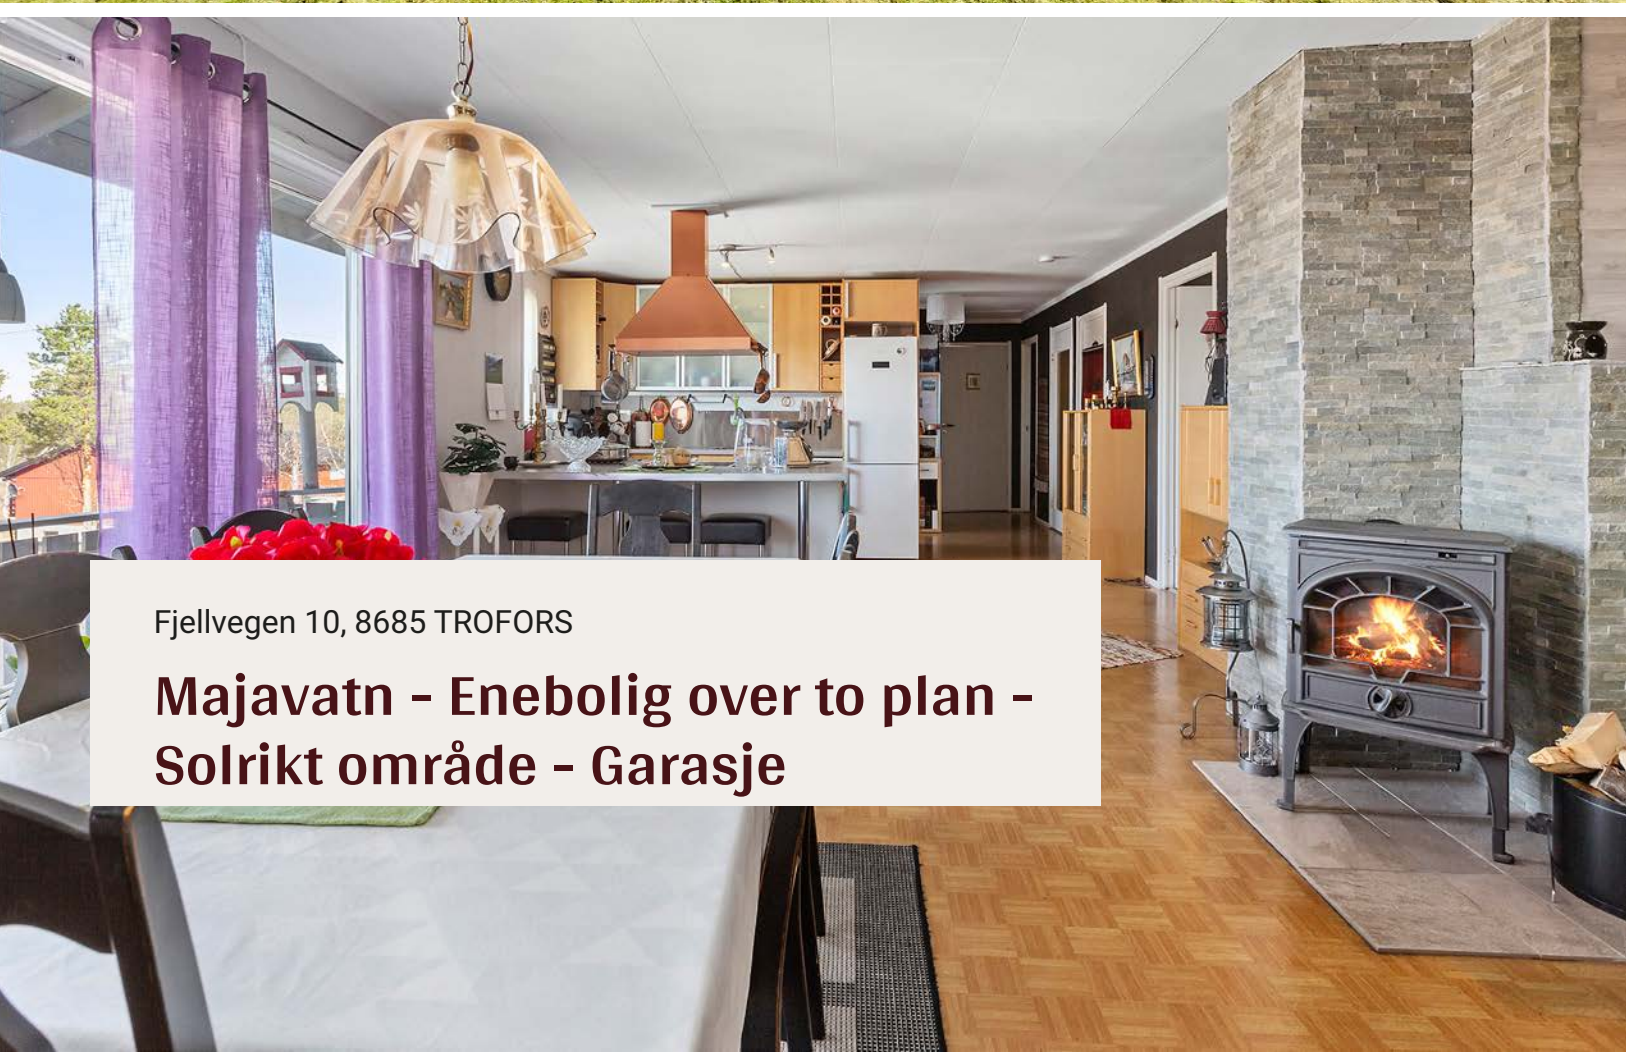 Fjellvegen 10, 8685 TROFORS
Majavatn - Enebolig over to plan -
Solrikt område - Garasje